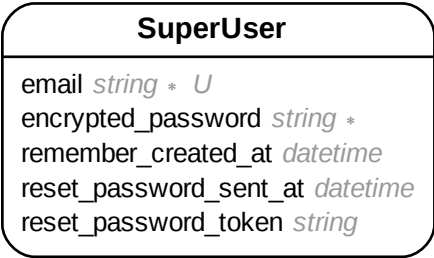 SuperUser
email string * U
encrypted_password string *
remember_created_at datetime
reset_password_sent_at datetime
reset_password_token string